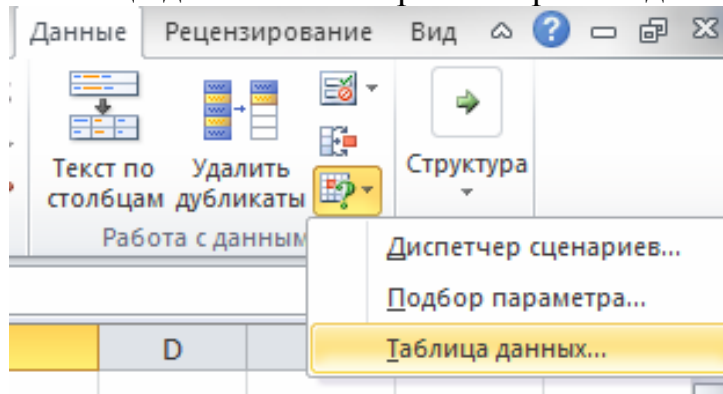 Данные Рецензирование Вид
Текст по столбцам
Удалить дубликаты
Структура
Работа с данным
Диспетчер сценариев...
Подбор параметра...
Таблица данных...
D